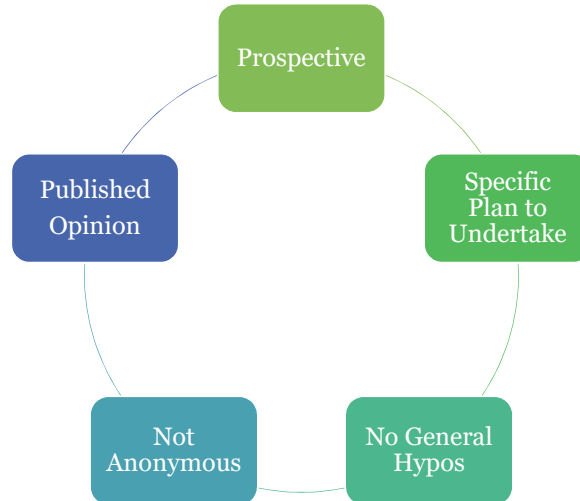 Prospective
Specific
Plan to
Undertake
No General
Hypos
Not
Anonymous
Published
Opinion